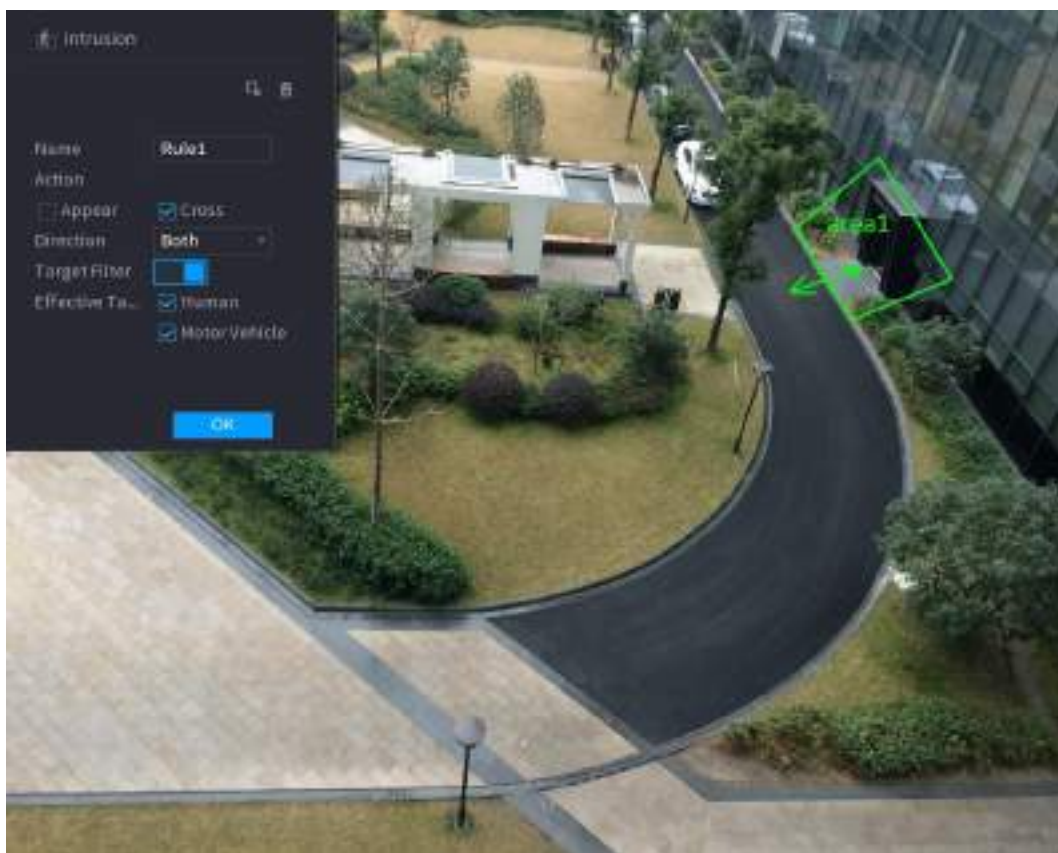 Intrusion
Name Rule1
Action
Appear Cross
Direction Both
Target Filter
Effective Ta...
Human
Motor Vehicle
OK
area1